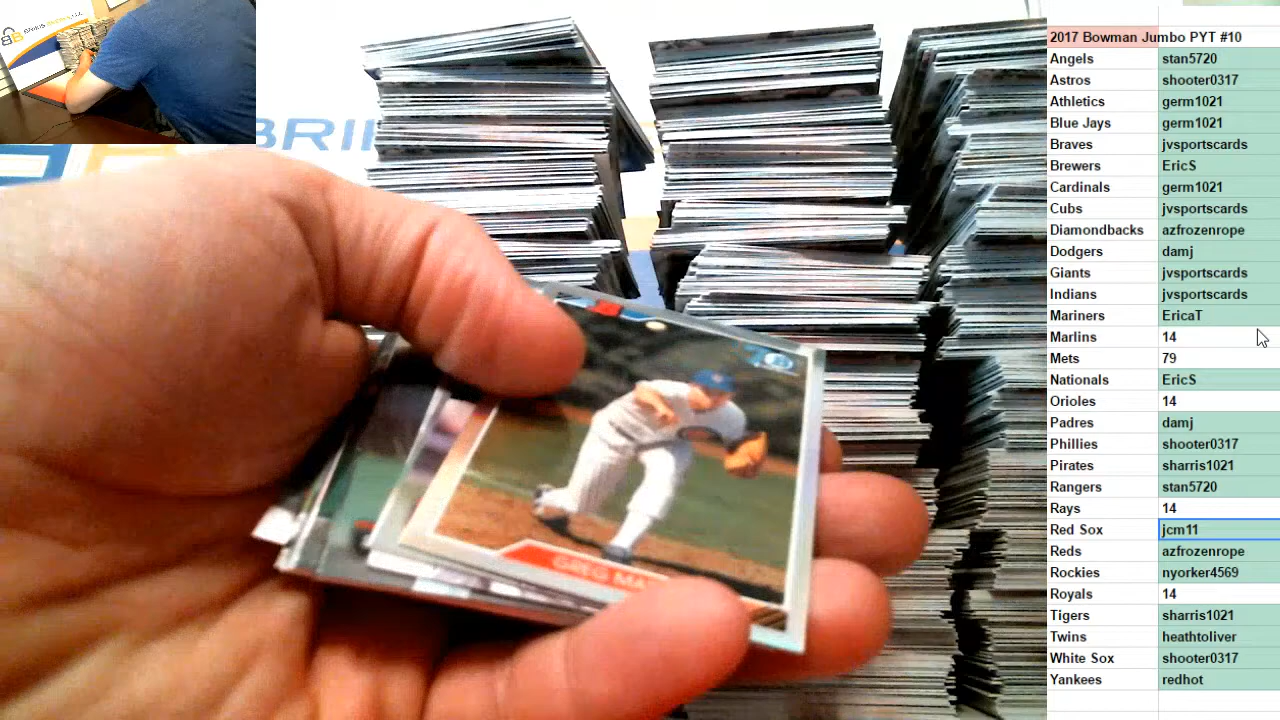 2017 Bowman Jumbo PYT #10
Angels stan5720
Astros shooter0317
Athletics germ1021
Blue Jays germ1021
Braves jvsportscards
Brewers EricS
Cardinals germ1021
Cubs jvsportscards
Diamondbacks azfrozenrope
Dodgers damj
Giants jvsportscards
Indians jvsportscards
Mariners EricaT
Marlins 14
Mets 79
Nationals EricS
Orioles 14
Padres damj
Phillies shooter0317
Pirates sharris1021
Rangers stan5720
Rays 14
Red Sox jcm11
Reds azfrozenrope
Rockies nyorker4569
Royals 14
Tigers sharris1021
Twins heathtoliver
White Sox shooter0317
Yankees redhot
GREG MA